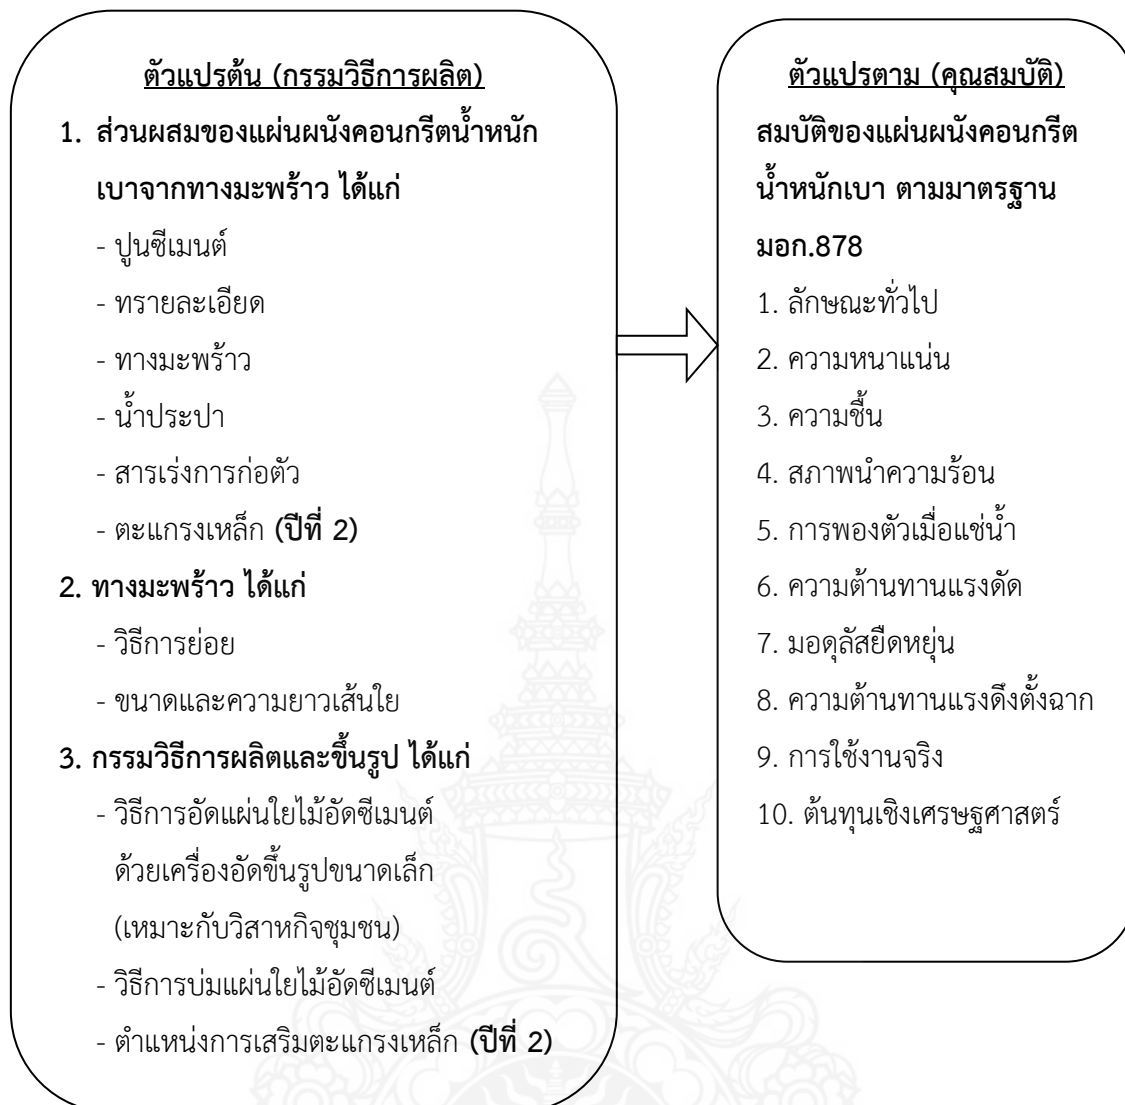 ตัวแปรต้น (กรรมวิธีการผลิต)
1. ส่วนผสมของแผ่นผนังคอนกรีตน้ำหนัก
เบาจากทางมะพร้าว ได้แก่
- ปูนซีเมนต์
- ทรายละเอียด
- ทางมะพร้าว
- น้ำประปา
- สารเร่งการก่อตัว
- ตะแกรงเหล็ก (ปีที่ 2)
2. ทางมะพร้าว ได้แก่
- วิธีการย่อย
- ขนาดและความยาวเส้นใย
3. กรรมวิธีการผลิตและขึ้นรูป ได้แก่
- วิธีการอัดแผ่นใยไม้อัดซีเมนต์
ด้วยเครื่องอัดขึ้นรูปขนาดเล็ก
(เหมาะกับวิสาหกิจชุมชน)
- วิธีการบ่มแผ่นใยไม้อัดซีเมนต์
- ตำแหน่งการเสริมตะแกรงเหล็ก (ปีที่ 2)
ตัวแปรตาม (คุณสมบัติ)
สมบัติของแผ่นผนังคอนกรีต
น้ำหนักเบา ตามมาตรฐาน
มอก.878
1. ลักษณะทั่วไป
2. ความหนาแน่น
3. ความชื้น
4. สภาพนำความร้อน
5. การพองตัวเมื่อแช่น้ำ
6. ความต้านทานแรงดัด
7. มอดุลัสยืดหยุ่น
8. ความต้านทานแรงดึงตั้งฉาก
9. การใช้งานจริง
10. ต้นทุนเชิงเศรษฐศาสตร์